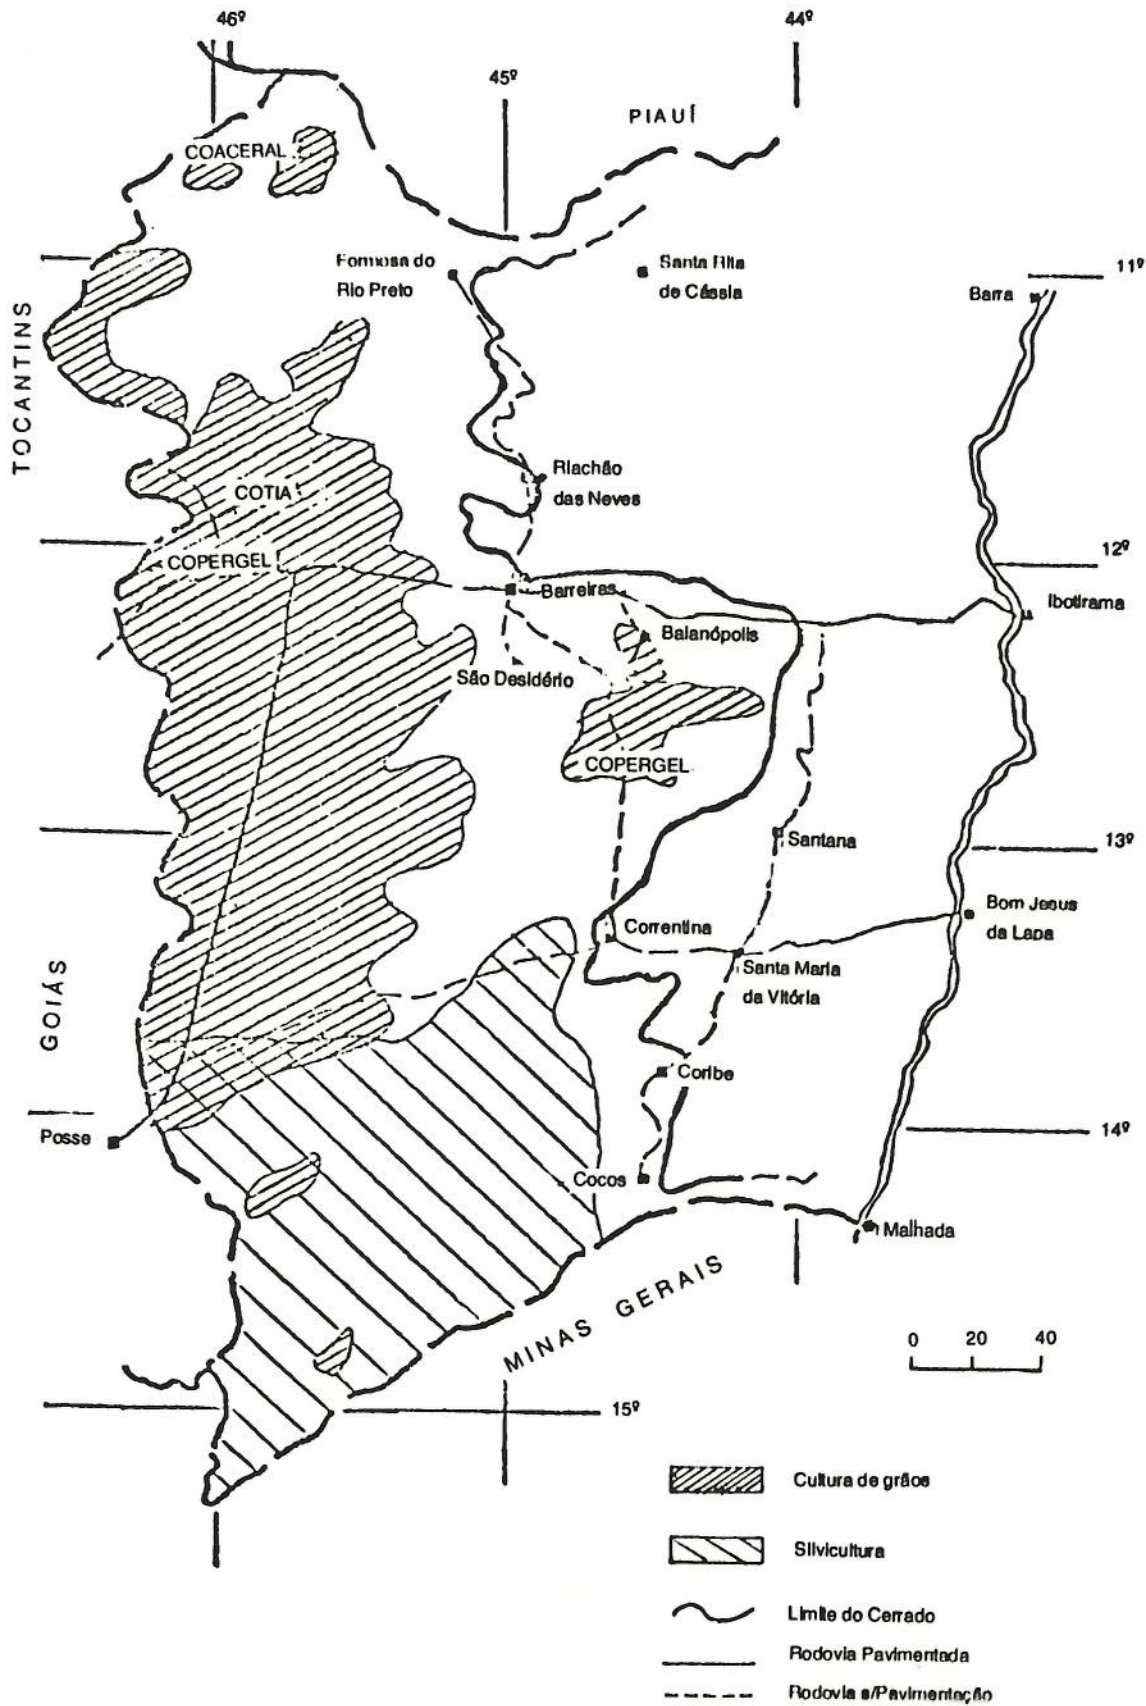 46º
44º
45º
PIAUÍ
COACERAL
Formosa do
Rio Preto
Santa Rita
de Cássia
11º
Barra
TOCANTINS
Riachão
das Neves
COTIA
12º
COPERGEL
Barreiras
Ibotirama
Baianópolis
São Desidério
COPERGEL
Santana
13º
Bom Jesus
da Lapa
Correntina
Santa Maria
da Vitória
GOIÁS
Coribe
14º
Posse
Cocos
Malhada
MINAS GERAIS
0 20 40
15º
Cultura de grãos
Silvicultura
Limite do Cerrado
Rodovia Pavimentada
Rodovia s/Pavimentação